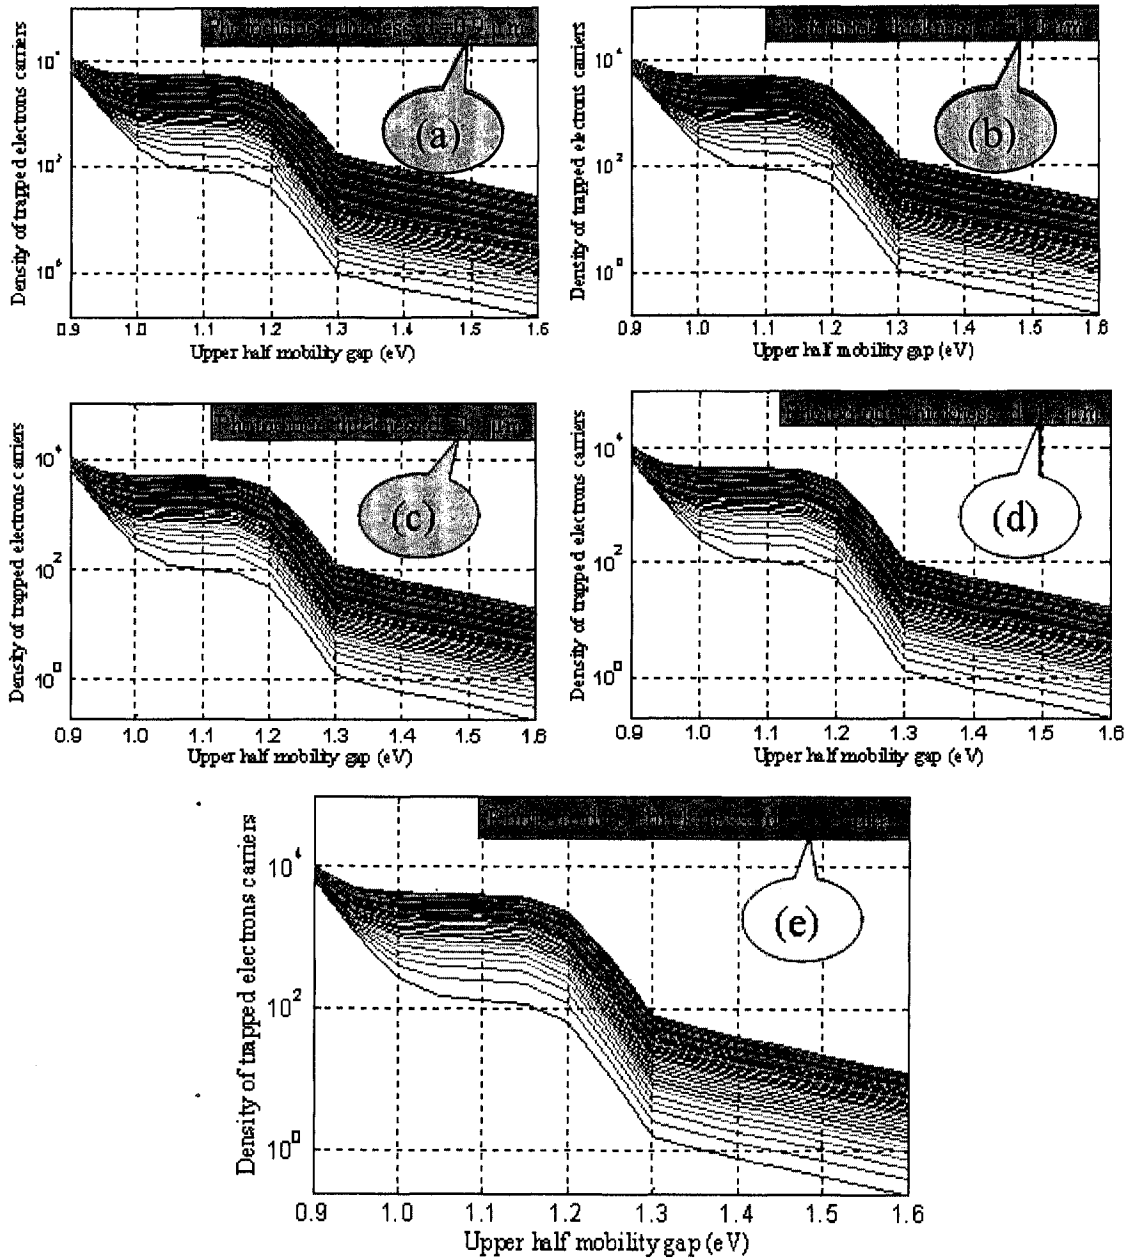 Density of trapped electrons carriers
10²
0.9 1.0 1.1 1.2 1.3 1.4 1.5 1.6
Upper half mobility gap (eV)
(a)
Density of trapped electrons carriers
10⁴
10²
10⁰
0.9 1.0 1.1 1.2 1.3 1.4 1.5 1.6
Upper half mobility gap (eV)
(b)
Density of trapped electrons carriers
10⁴
10²
10⁰
0.9 1.0 1.1 1.2 1.3 1.4 1.5 1.6
Upper half mobility gap (eV)
(c)
Density of trapped electrons carriers
10⁴
10²
10⁰
0.9 1.0 1.1 1.2 1.3 1.4 1.5 1.6
Upper half mobility gap (eV)
(d)
Density of trapped electrons carriers
10⁴
10²
10⁰
0.9 1.0 1.1 1.2 1.3 1.4 1.5 1.6
Upper half mobility gap (eV)
(e)